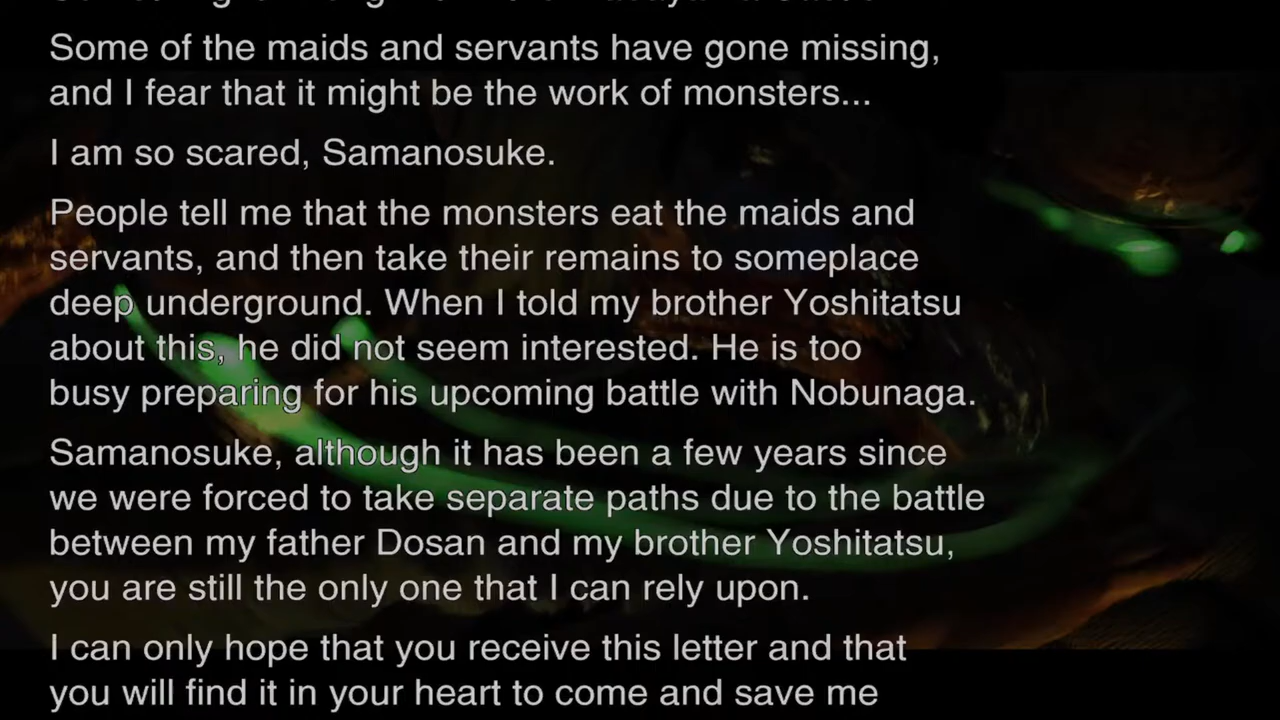 Some of the maids and servants have gone missing,
and I fear that it might be the work of monsters...
I am so scared, Samanosuke.
People tell me that the monsters eat the maids and
servants, and then take their remains to someplace
deep underground. When I told my brother Yoshitatsu
about this, he did not seem interested. He is too
busy preparing for his upcoming battle with Nobunaga.
Samanosuke, although it has been a few years since
we were forced to take separate paths due to the battle
between my father Dosan and my brother Yoshitatsu,
you are still the only one that I can rely upon.
I can only hope that you receive this letter and that
you will find it in your heart to come and save me